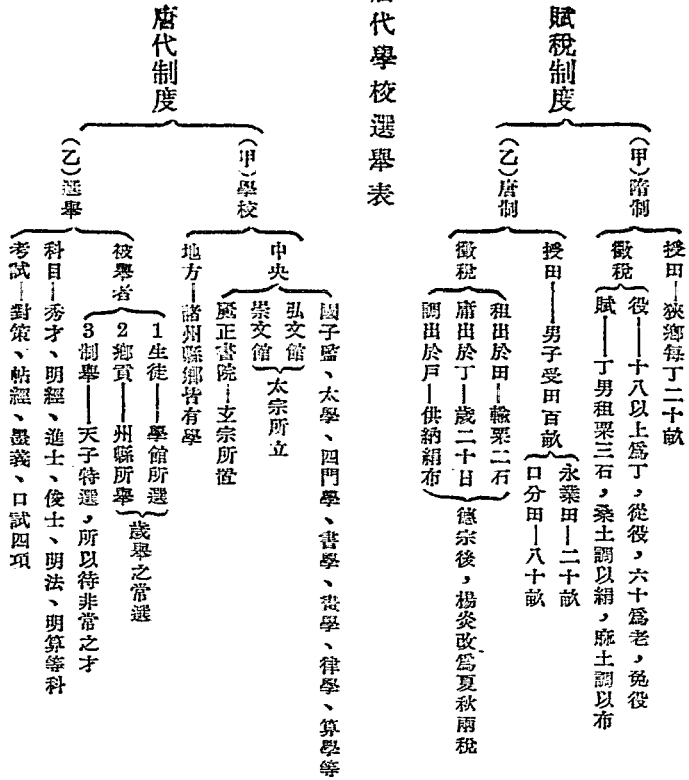 賦稅制度
(甲)隋制
授田—狹鄉每丁二十畝
徵稅
役——十八以上爲丁,從役,六十爲老,免役
賦——丁男租粟三石,桑土調以絹,麻土調以布
(乙)唐制
授田——男子受田百畝
永業田—二十畝
口分田—八十畝
徵稅
租出於田—輸粟二石
庸出於丁—歲二十日
調出於戶—供納絹布
德宗後,楊炎改爲夏秋兩稅
代學校選舉表
唐代制度
(甲)學校
中央
國子監、太學、四門學、書學、律學、算學等
弘文館
崇文館
太宗所立
麗正書院—玄宗所置
地方—諸州縣鄉皆有學
(乙)選舉
被舉者
1生徒——學館所選
2鄉貢——州縣所舉
歲舉之常選
3制舉——天子特選,所以待非常之才
科目—秀才、明經、進士、俊士、明法、明算等科
考試—對策、帖經、墨義、口試四項